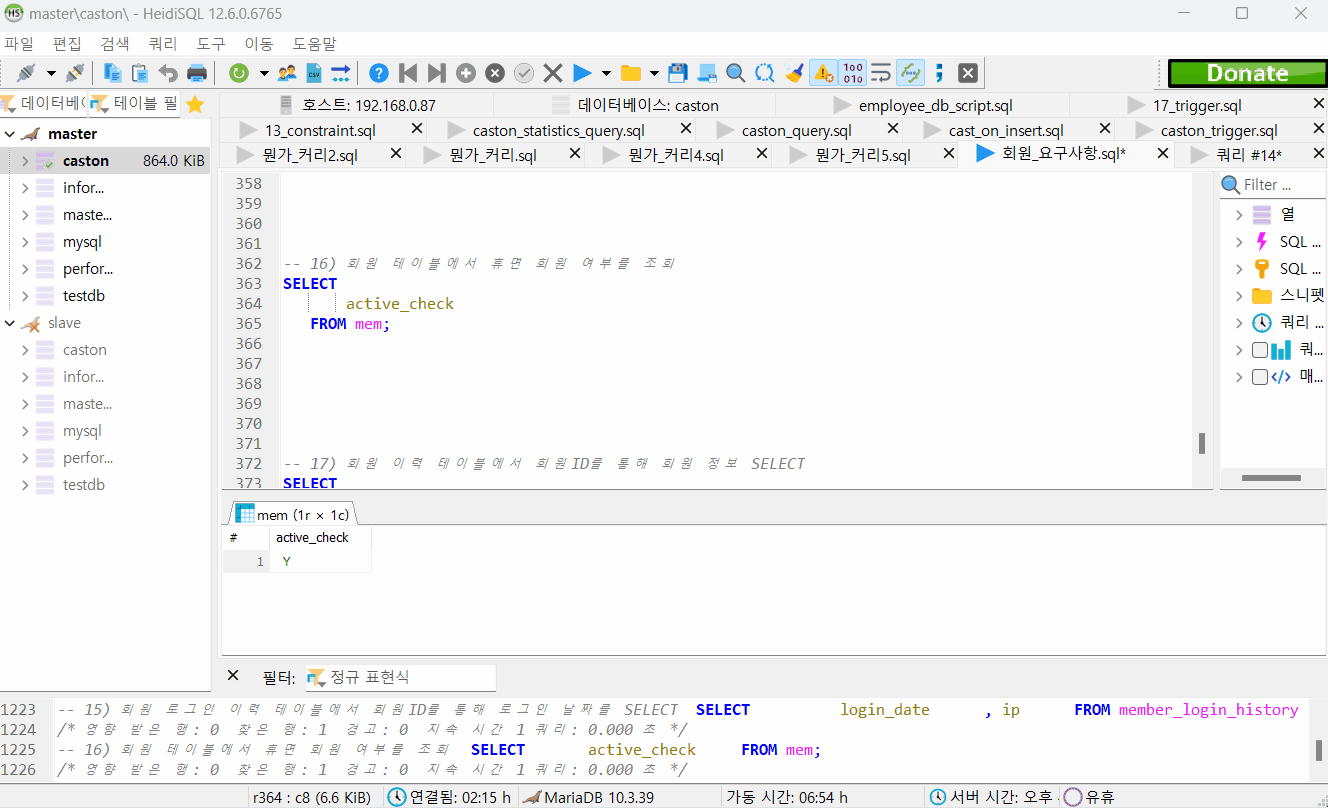 master\caston\ - HeidiSQL 12.6.0.6765
파일 편집 검색 쿼리 도구 이동 도움말
Donate
데이터베( 테이블 필
호스트: 192.168.0.87 데이터베이스: caston employee_db_script.sql 17_trigger.sql
13_constraint.sql caston_statistics_query.sql caston_query.sql cast_on_insert.sql caston_trigger.sql
뭔가_커리2.sql 뭔가_커리.sql 뭔가_커리4.sql 뭔가_커리5.sql 회원_요구사항.sql* 쿼리 #14*
master
caston 864.0 KiB
infor...
maste...
mysql
perfor...
testdb
slave
caston
infor...
maste...
mysql
perfor...
testdb
358
359
360
361
362 -- 16) 회원 테이블에서 휴면 회원 여부를 조회
363 SELECT
364 active_check
365 FROM mem;
366
367
368
369
370
371
372 -- 17) 회원 이력 테이블에서 회원ID를 통해 회원 정보 SELECT
373 SELECT
Filter ...
열
SQL ...
SQL ...
스니펫
쿼리 ...
쿼...
매...
mem (1r × 1c)
# active_check
1 Y
필터: 정규 표현식
1223 -- 15) 회원 로그인 이력 테이블에서 회원ID를 통해 로그인 날짜를 SELECT SELECT login_date , ip FROM member_login_history
1224 /* 영향 받은 행: 0 찾은 행: 1 경고: 0 지속 시간 1 쿼리: 0.000 초 */
1225 -- 16) 회원 테이블에서 휴면 회원 여부를 조회 SELECT active_check FROM mem;
1226 /* 영향 받은 행: 0 찾은 행: 1 경고: 0 지속 시간 1 쿼리: 0.000 초 */
r364 : c8 (6.6 KiB) 연결됨: 02:15 h MariaDB 10.3.39 가동 시간: 06:54 h 서버 시간: 오후 유휴